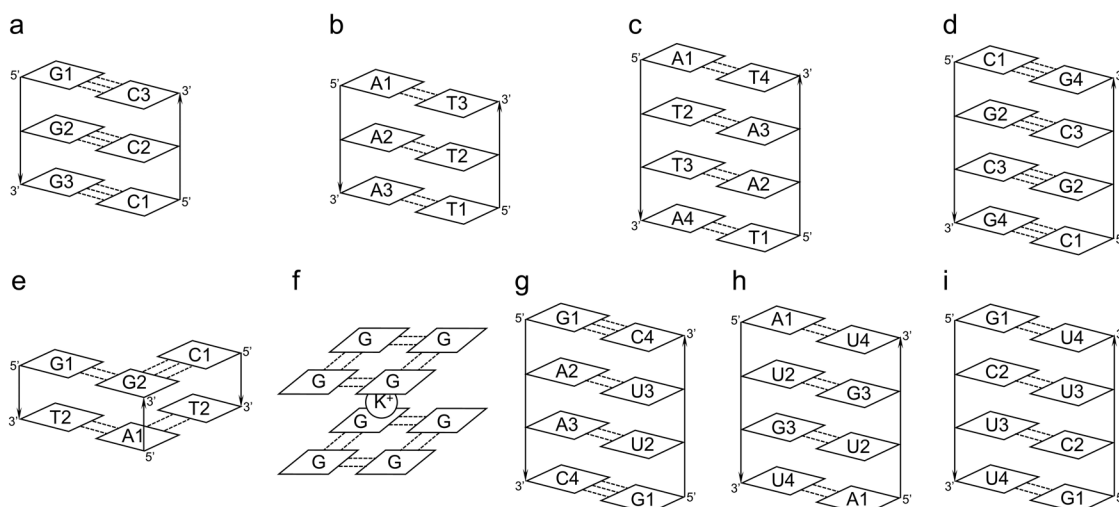 a
5’ G1 C3 3’
G2 C2
3’ G3 C1 5’
b
5’ A1 T3 3’
A2 T2
3’ A3 T1 5’
c
5’ A1 T4 3’
T2 A3
T3 A2
3’ A4 T1 5’
d
5’ C1 G4 3’
G2 C3
C3 G2
3’ G4 C1 5’
e
5’ G1 G2 C1 5’
3’
3’ T2 A1 T2 3’
5’
f
G G
G G
K⁺
G G
G G
g
5’ G1 C4 3’
A2 U3
A3 U2
3’ C4 G1 5’
h
5’ A1 U4 3’
U2 G3
G3 U2
3’ U4 A1 5’
i
5’ G1 U4 3’
C2 U3
U3 C2
3’ U4 G1 5’